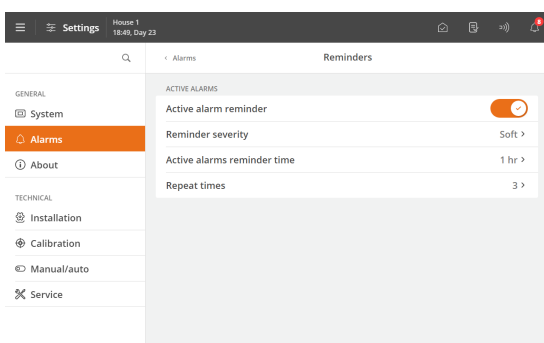 Settings
House 1
18:49, Day 23
8
Alarms
Reminders
GENERAL
System
Alarms
About
TECHNICAL
Installation
Calibration
Manual/auto
Service
ACTIVE ALARMS
Active alarm reminder
Reminder severity Soft
Active alarms reminder time 1 hr
Repeat times 3